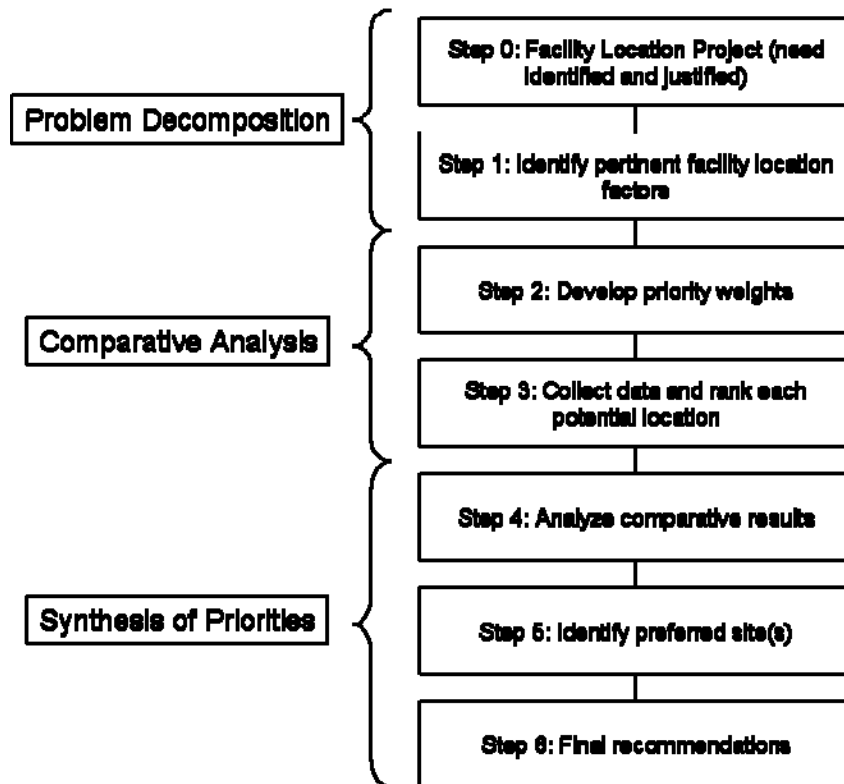 Step 0: Facility Location Project (need
identified and justified)
Problem Decomposition
Step 1: Identify pertinent facility location
factors
Step 2: Develop priority weights
Comparative Analysis
Step 3: Collect data and rank each
potential location
Step 4: Analyze comparative results
Synthesis of Priorities
Step 5: Identify preferred site(s)
Step 6: Final recommendations